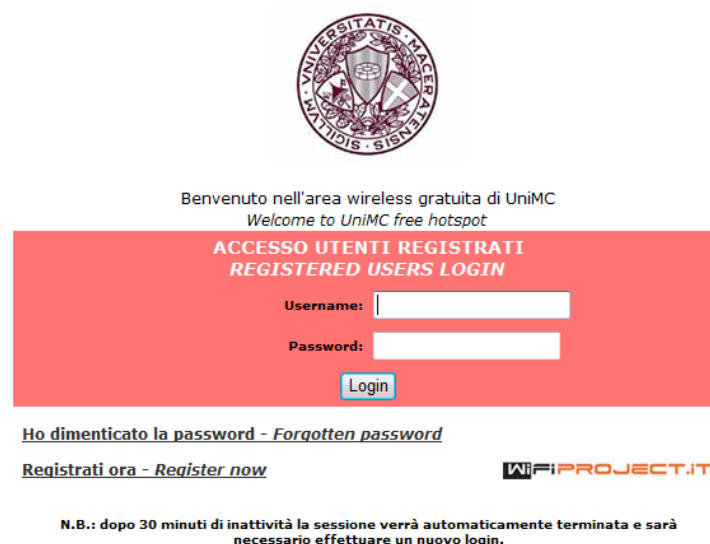 SIGILLVM · VNIVERSITATIS · MACERATENSIS
Benvenuto nell'area wireless gratuita di UniMC
Welcome to UniMC free hotspot
ACCESSO UTENTI REGISTRATI
REGISTERED USERS LOGIN
Username:
Password:
Login
Ho dimenticato la password - Forgotten password
Registrati ora - Register now
WiFiPROJECT.iT
N.B.: dopo 30 minuti di inattività la sessione verrà automaticamente terminata e sarà
necessario effettuare un nuovo login.